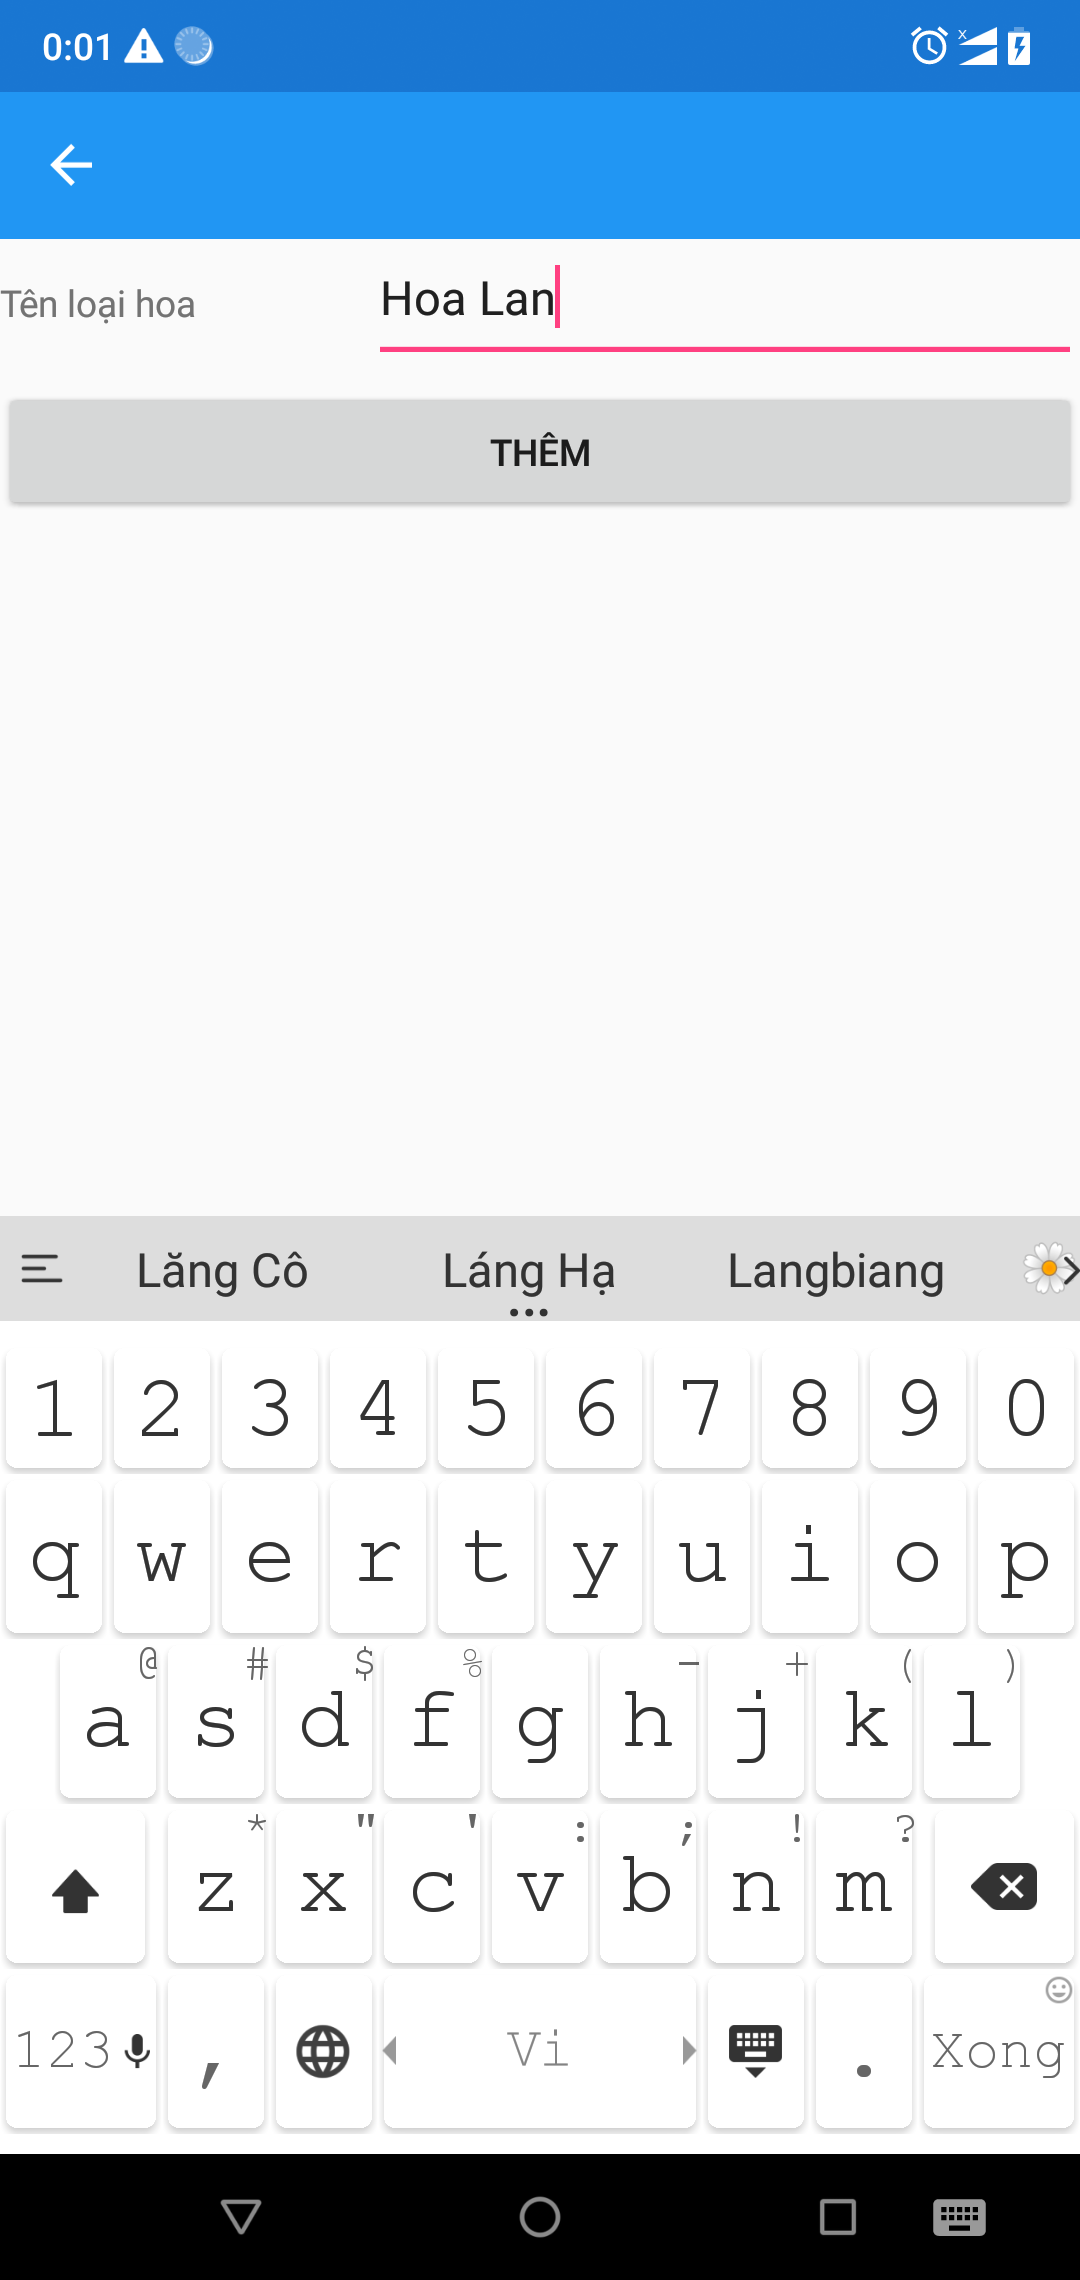 0:01
Tên loại hoa
Hoa Lan
THÊM
Lăng Cô Láng Hạ Langbiang
1 2 3 4 5 6 7 8 9 0
q w e r t y u i o p
@ # $ % - + ( )
a s d f g h j k l
* " ' : ; ! ?
z x c v b n m
123 , Vi . Xong